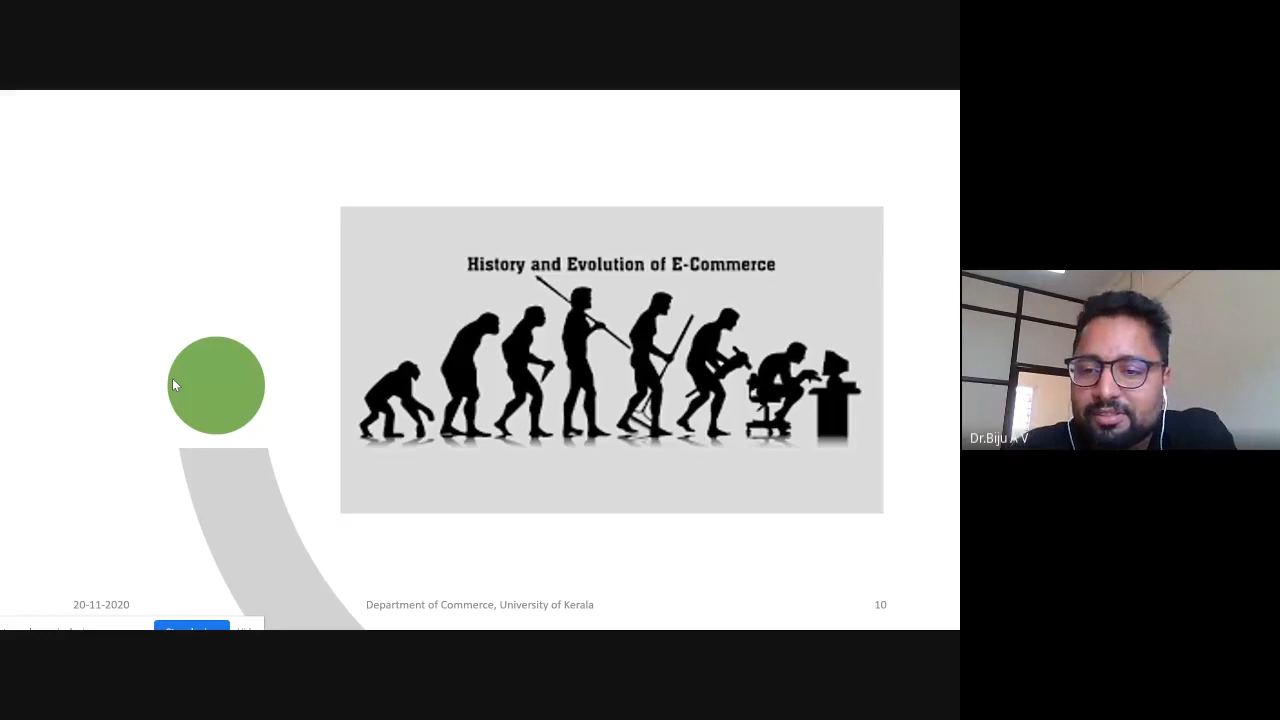 History and Evolution of E-Commerce
Dr.Biju A V
20-11-2020
Department of Commerce, University of Kerala
10